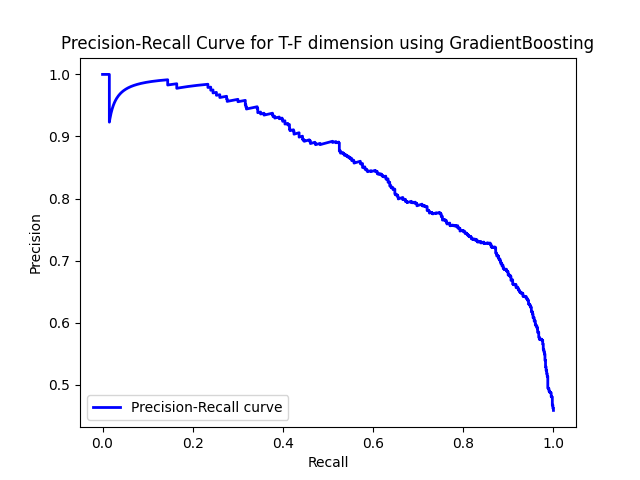 Precision-Recall Curve for T-F dimension using GradientBoosting
1.0
0.9
0.8
0.7
0.6
0.5
Precision
Precision-Recall curve
0.0 0.2 0.4 0.6 0.8 1.0
Recall